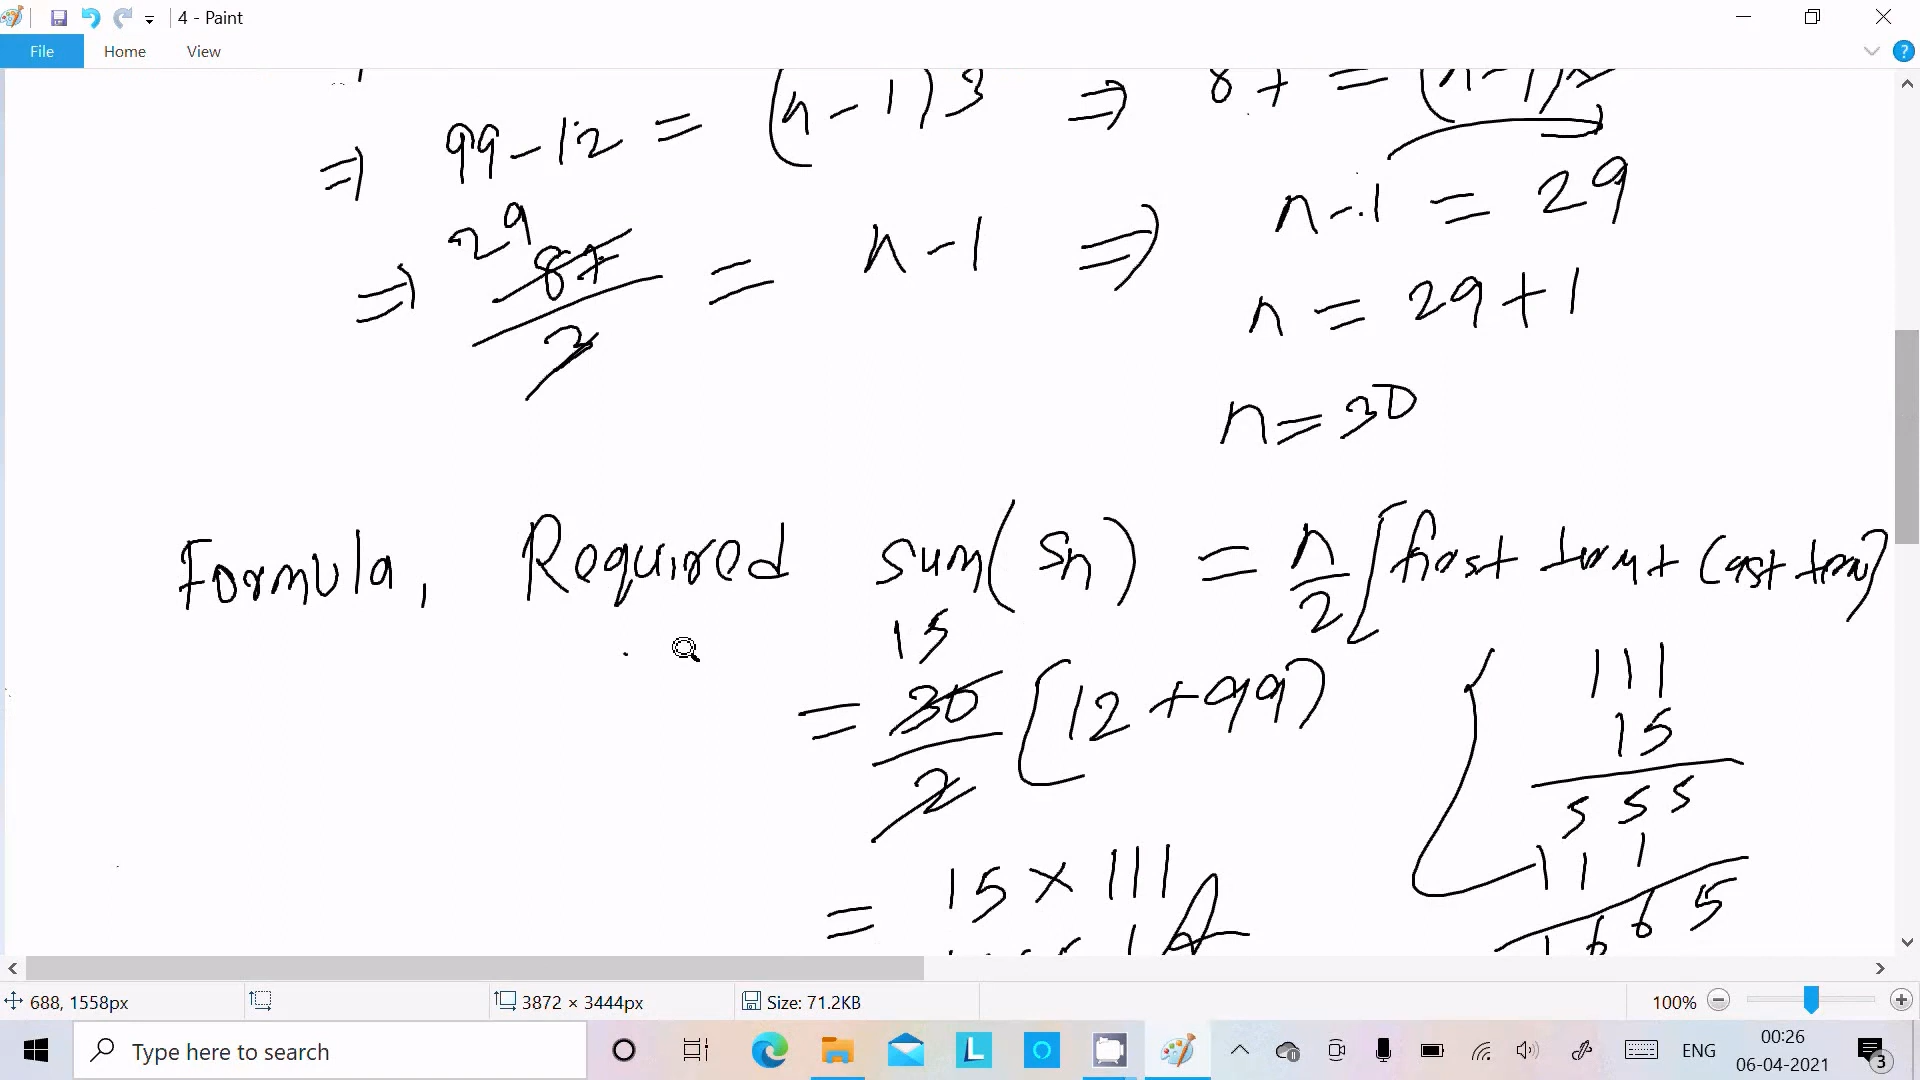 4 - Paint
File Home View
⇒ 99 - 12 = (n - 1) 3 ⇒ 87 = (n - 1)
n - 1 = 29
29
⇒ 87/3 = n - 1 ⇒
n = 29 + 1
n = 30
Formula, Required sum (Sn) = n/2 [first term + last term]
15
= 30/2 [12 + 99]
111
15
555
111
1665
= 15 × 111
688, 1558px 3872 × 3444px Size: 71.2KB 100%
Type here to search
L
ENG
00:26
06-04-2021
3